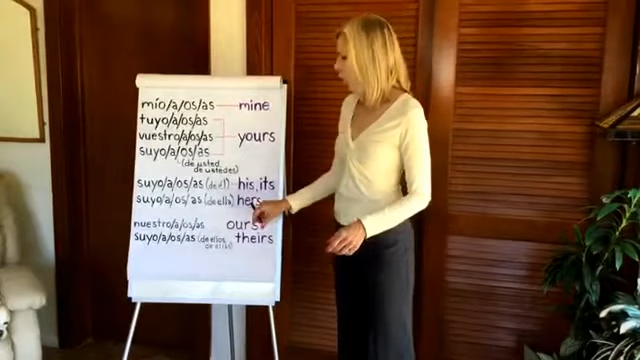 mío/a/os/as — mine
tuyo/a/os/as
vuestro/a/os/as yours
suyo/a/os/as
(de usted,
de ustedes)
suyo/a/os/as (de él) — his, its
suyo/a/os/as (de ella) hers
nuestro/a/os/as ours
suyo/a/os/as (de ellos theirs
de ellas)